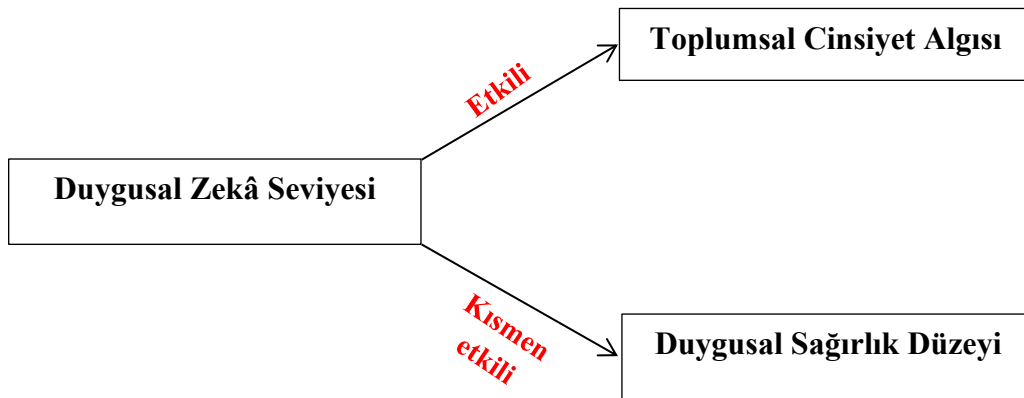 Toplumsal Cinsiyet Algısı
Etkili
Duygusal Zekâ Seviyesi
Kısmen
etkili
Duygusal Sağırlık Düzeyi